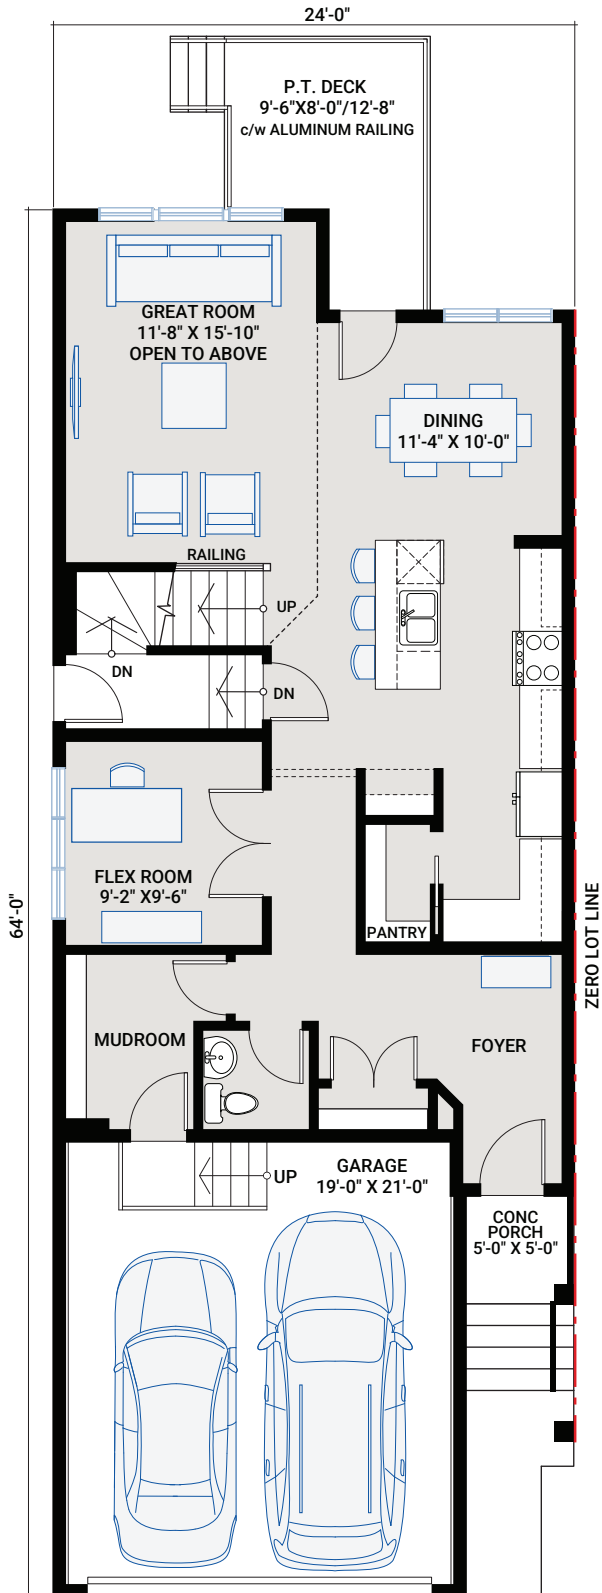 24'-0"
P.T. DECK
9'-6"X8'-0"/12'-8"
c/w ALUMINUM RAILING
GREAT ROOM
11'-8" X 15'-10"
OPEN TO ABOVE
DINING
11'-4" X 10'-0"
RAILING
UP
DN
DN
FLEX ROOM
9'-2" X9'-6"
64'-0"
ZERO LOT LINE
PANTRY
MUDROOM
FOYER
UP
GARAGE
19'-0" X 21'-0"
CONC
PORCH
5'-0" X 5'-0"